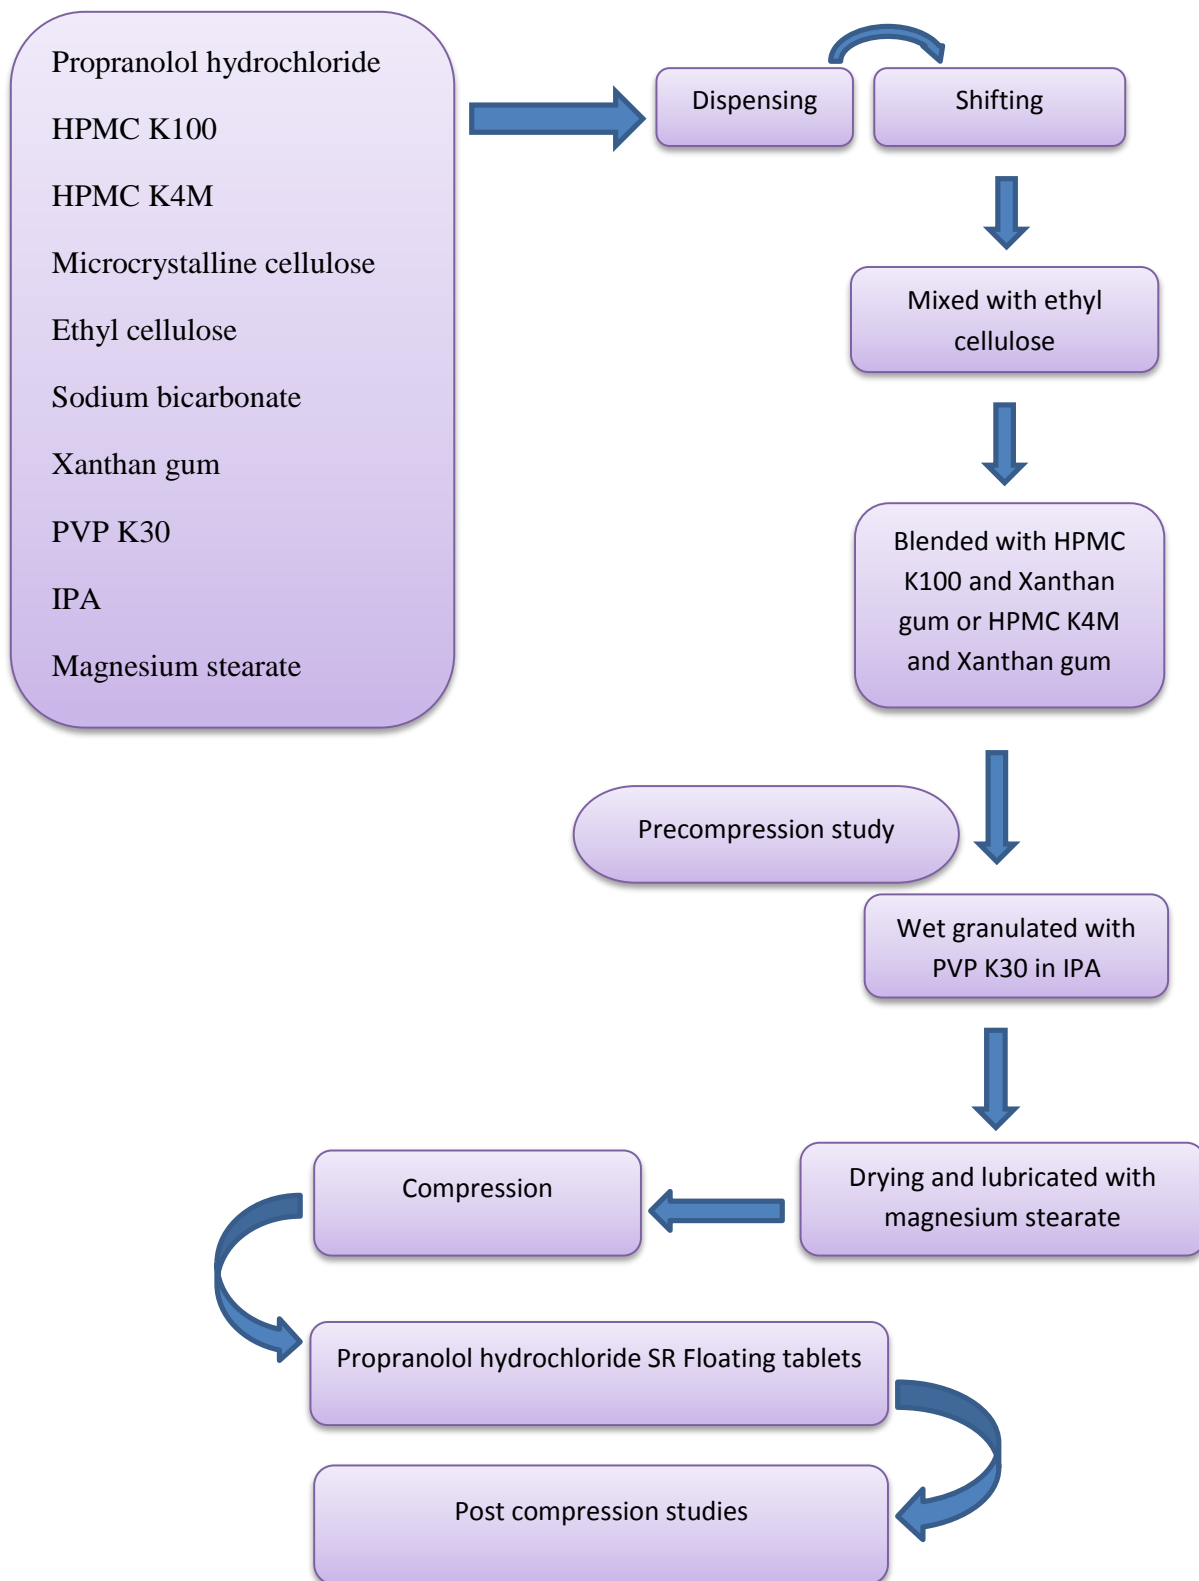 Propranolol hydrochloride
HPMC K100
HPMC K4M
Microcrystalline cellulose
Ethyl cellulose
Sodium bicarbonate
Xanthan gum
PVP K30
IPA
Magnesium stearate
Dispensing
Shifting
Mixed with ethyl
cellulose
Blended with HPMC
K100 and Xanthan
gum or HPMC K4M
and Xanthan gum
Precompression study
Wet granulated with
PVP K30 in IPA
Drying and lubricated with
magnesium stearate
Compression
Propranolol hydrochloride SR Floating tablets
Post compression studies